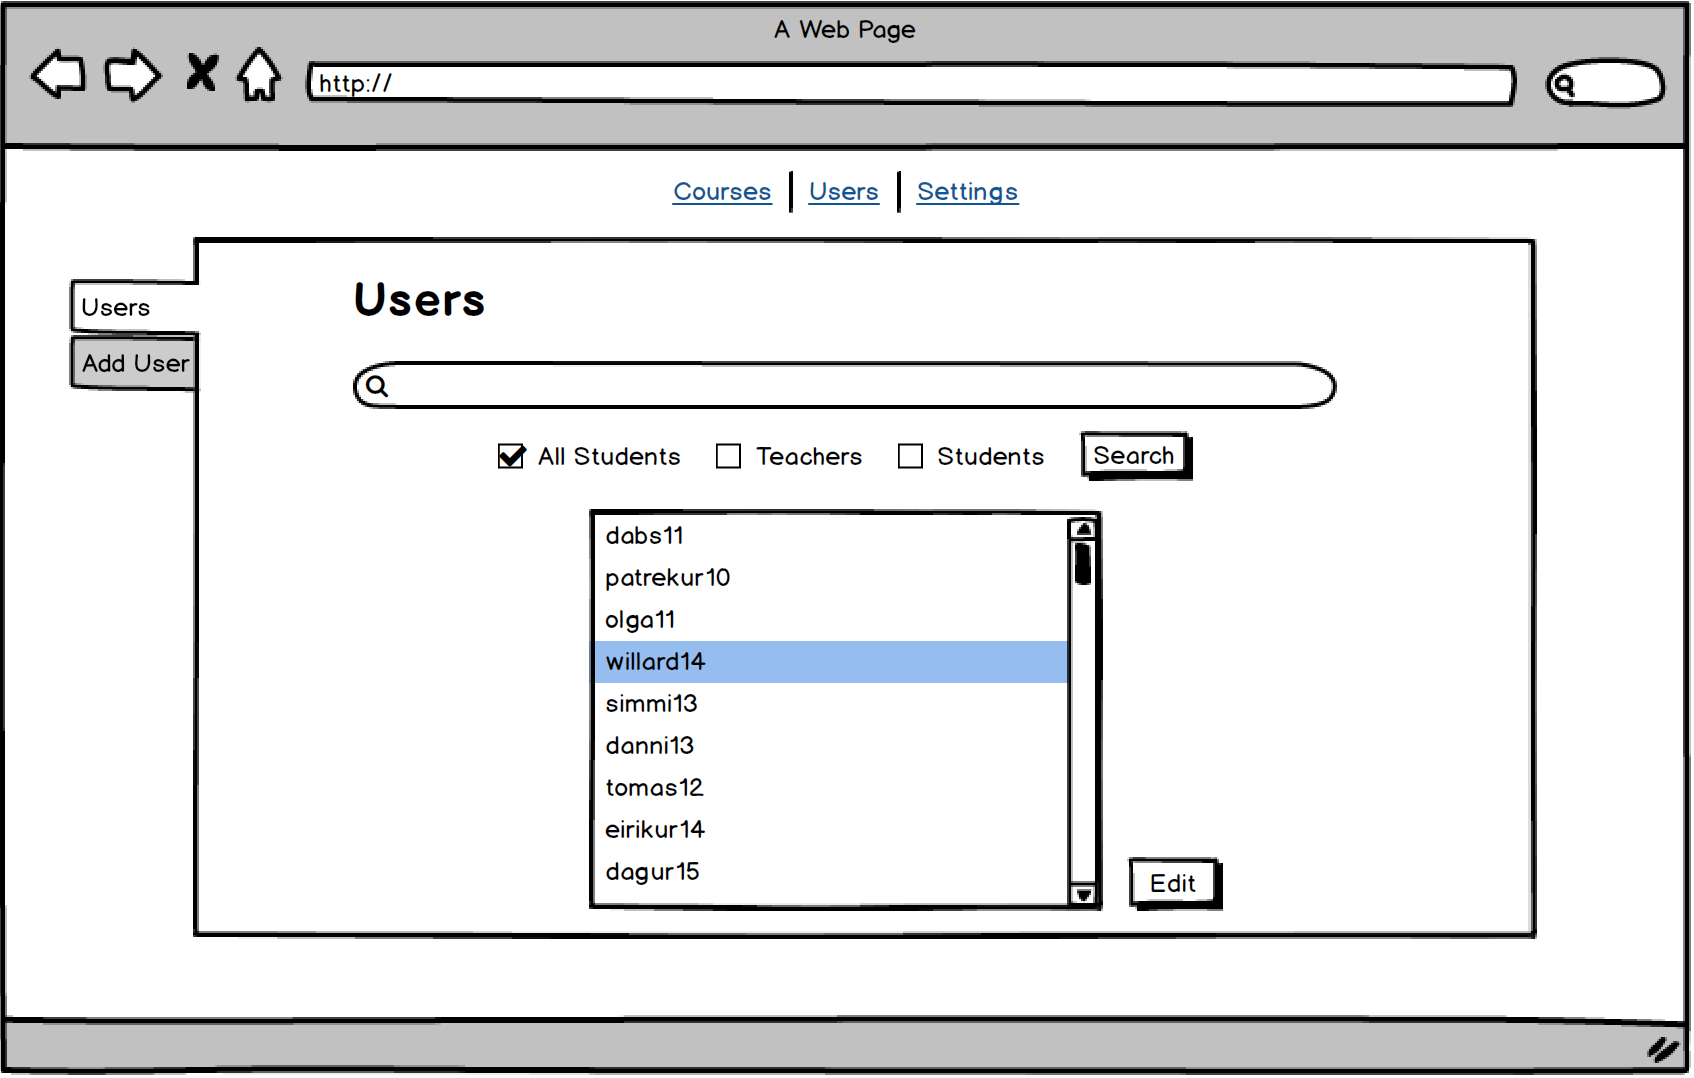 A Web Page
http://
Courses Users Settings
Users
Users
Add User
All Students Teachers Students Search
dabs11
patrekur10
olga11
willard14
simmi13
danni13
tomas12
eirikur14
dagur15
Edit